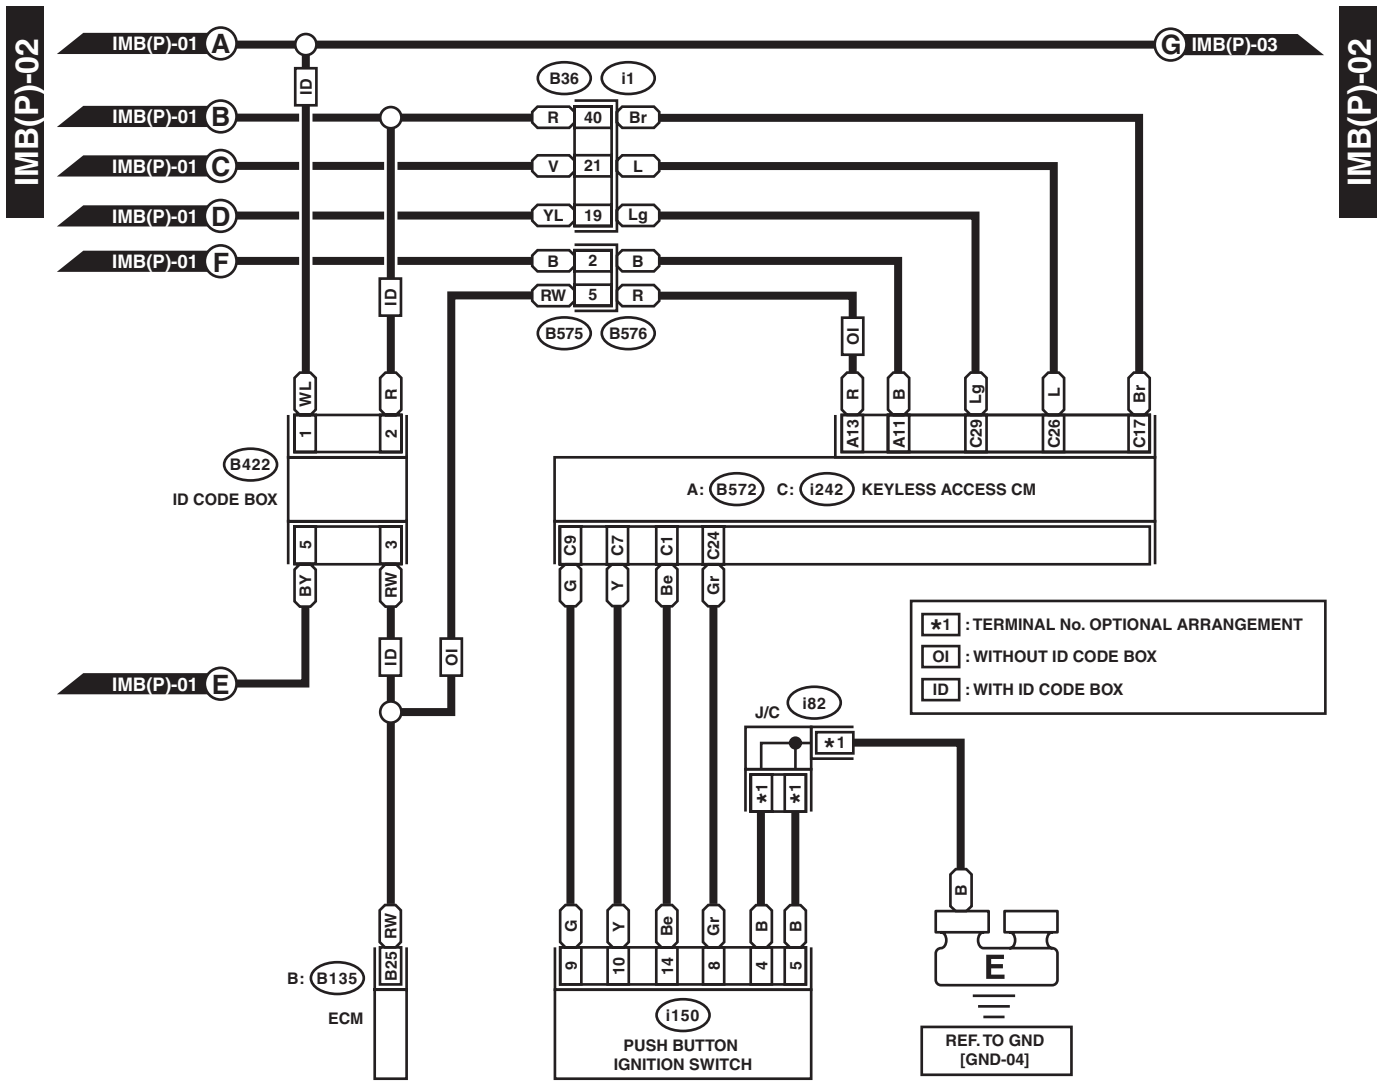 IMB(P)-02
IMB(P)-02
IMB(P)-01 A
G IMB(P)-03
ID
B36 i1
IMB(P)-01 B
R 40 Br
IMB(P)-01 C
V 21 L
IMB(P)-01 D
YL 19 Lg
IMB(P)-01 F
B 2 B
ID
RW 5 R
B575 B576
OI
WL R
R B Lg L Br
1 2
A13 A11 C29 C26 C17
B422
ID CODE BOX
A: B572 C: i242 KEYLESS ACCESS CM
5 3
C9 C7 C1 C24
BY RW
G Y Be Gr
*1 : TERMINAL No. OPTIONAL ARRANGEMENT
OI : WITHOUT ID CODE BOX
ID : WITH ID CODE BOX
ID OI
IMB(P)-01 E
J/C i82
*1
*1 *1
B
RW
G Y Be Gr B B
B25
9 10 14 8 4 5
B: B135
ECM
E
i150
PUSH BUTTON
IGNITION SWITCH
REF. TO GND
[GND-04]